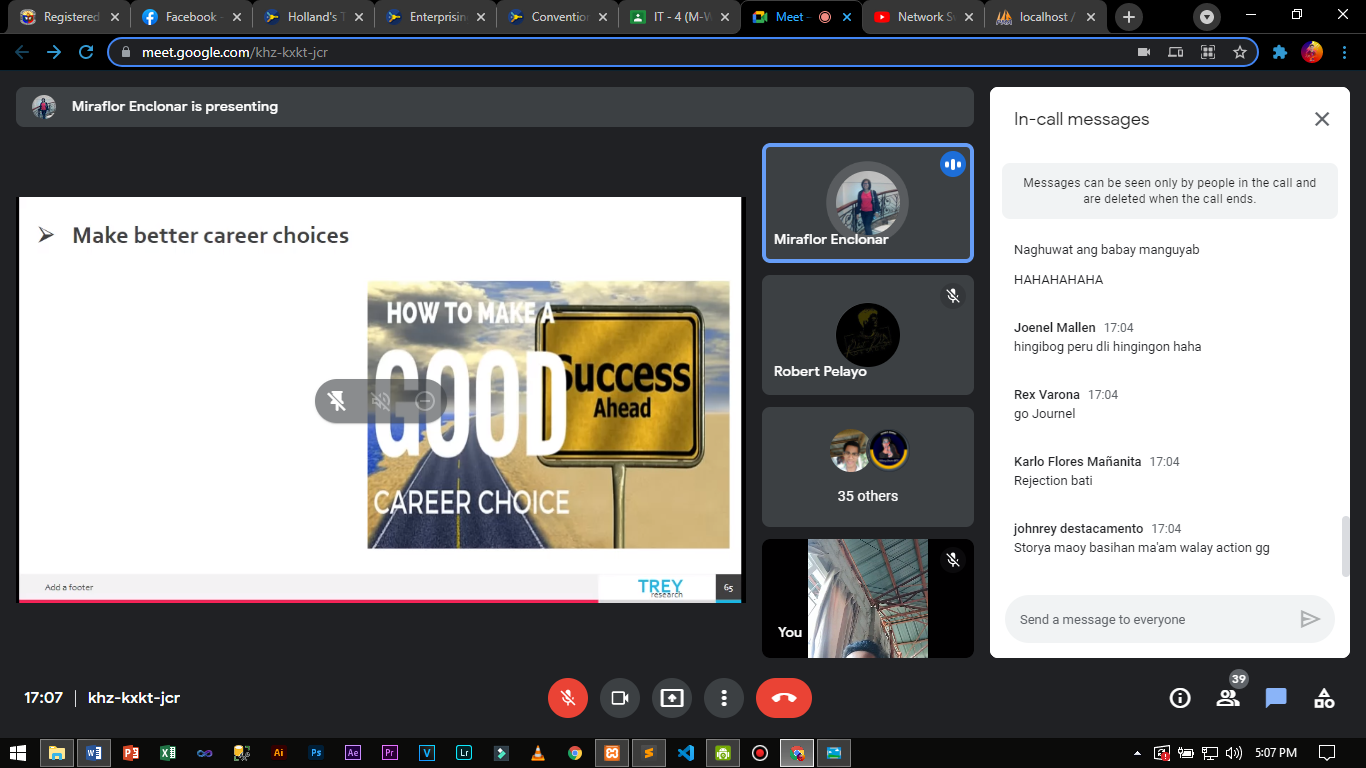 Registered
Facebook
Holland's T
Enterprisin
Convention
IT - 4 (M-W
Meet -
Network S
localhost /
meet.google.com/khz-kxkt-jcr
Miraflor Enclonar is presenting
Make better career choices
HOW TO MAKE A
GOOD
CAREER CHOICE
Success
Ahead
Add a footer
TREY
research
65
Miraflor Enclonar
Robert Pelayo
35 others
You
In-call messages
Messages can be seen only by people in the call and
are deleted when the call ends.
Naghuwat ang babay manguyab
HAHAHAHAHA
Joenel Mallen 17:04
hingibog peru dli hingingon haha
Rex Varona 17:04
go Journel
Karlo Flores Mañanita 17:04
Rejection bati
johnrey destacamento 17:04
Storya maoy basihan ma'am walay action gg
Send a message to everyone
17:07 | khz-kxkt-jcr
39
Ai
Ps
Ae
Pr
V
Lr
5:07 PM